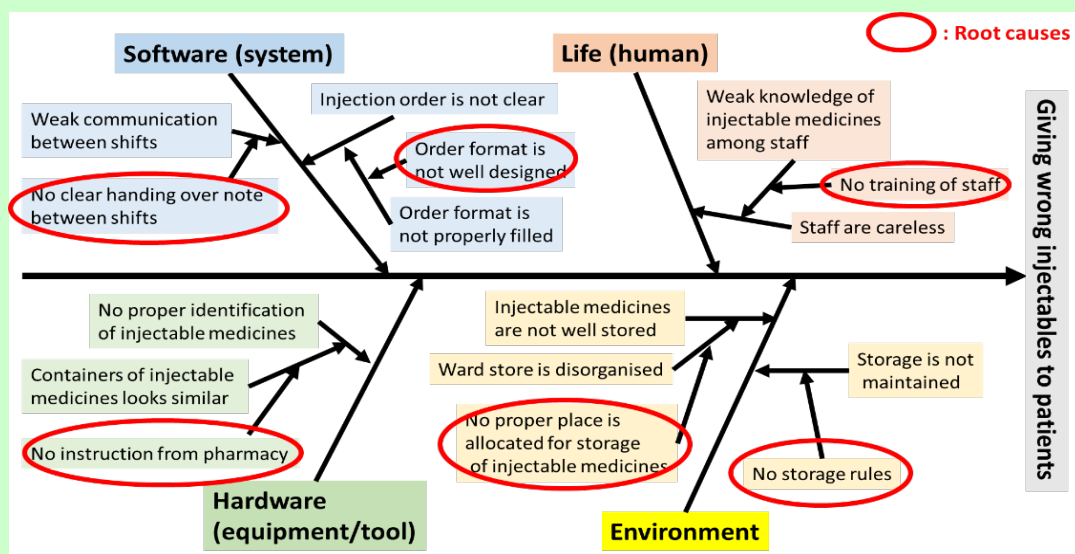 : Root causes
Software (system)
Life (human)
Injection order is not clear
Weak communication
between shifts
Order format is
not well designed
No clear handing over note
between shifts
Order format is
not properly filled
Weak knowledge of
injectable medicines
among staff
No training of staff
Staff are careless
Giving wrong injectables to patients
No proper identification
of injectable medicines
Containers of injectable
medicines looks similar
No instruction from pharmacy
Hardware
(equipment/tool)
Injectable medicines
are not well stored
Ward store is disorganised
No proper place is
allocated for storage
of injectable medicines
Storage is not
maintained
No storage rules
Environment